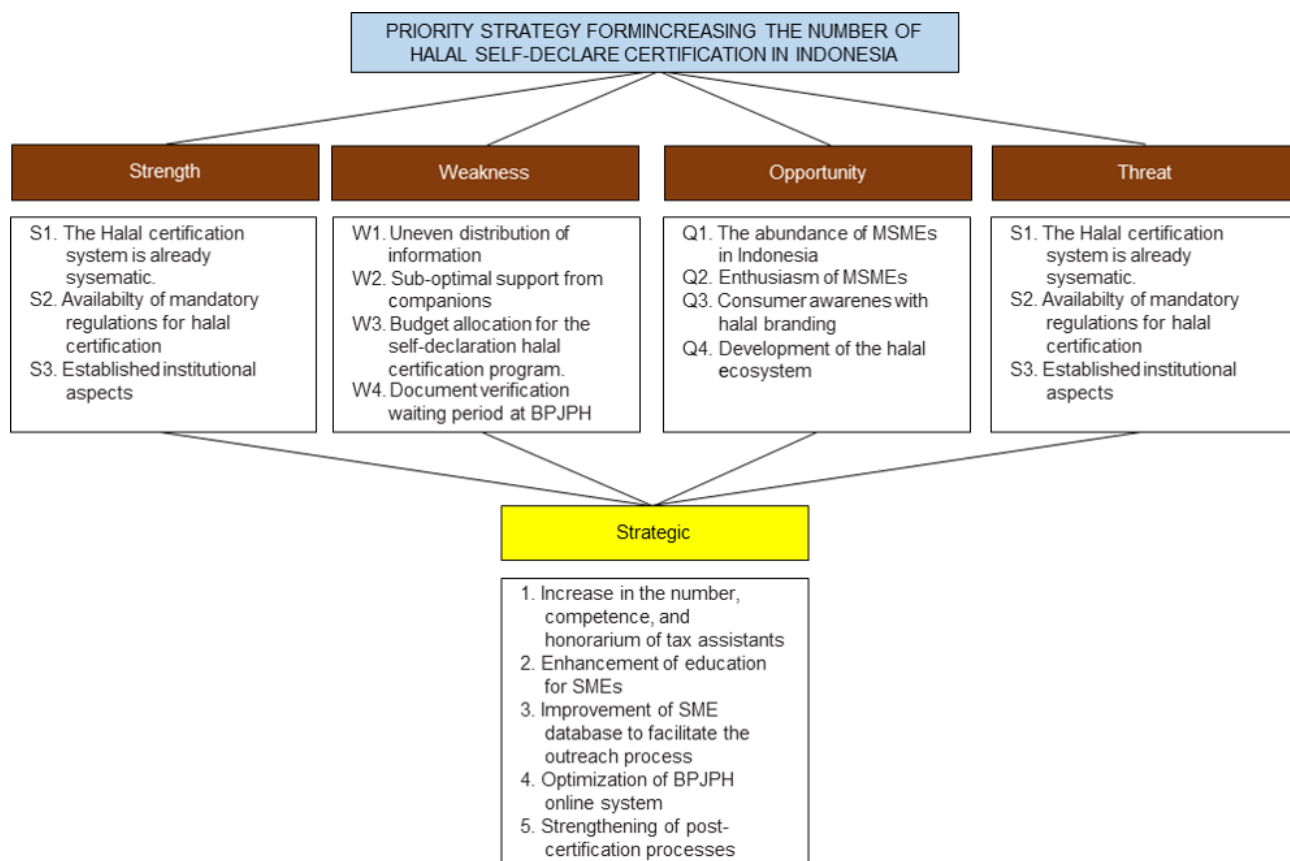 PRIORITY STRATEGY FORMINCREASING THE NUMBER OF
HALAL SELF-DECLARE CERTIFICATION IN INDONESIA
Strength
S1. The Halal certification
system is already
sysematic.
S2. Availabilty of mandatory
regulations for halal
certification
S3. Established institutional
aspects
Weakness
W1. Uneven distribution of
information
W2. Sub-optimal support from
companions
W3. Budget allocation for the
self-declaration halal
certification program.
W4. Document verification
waiting period at BPJPH
Opportunity
Q1. The abundance of MSMEs
in Indonesia
Q2. Enthusiasm of MSMEs
Q3. Consumer awarenes with
halal branding
Q4. Development of the halal
ecosystem
Threat
S1. The Halal certification
system is already
sysematic.
S2. Availabilty of mandatory
regulations for halal
certification
S3. Established institutional
aspects
Strategic
1. Increase in the number,
competence, and
honorarium of tax assistants
2. Enhancement of education
for SMEs
3. Improvement of SME
database to facilitate the
outreach process
4. Optimization of BPJPH
online system
5. Strengthening of post-
certification processes